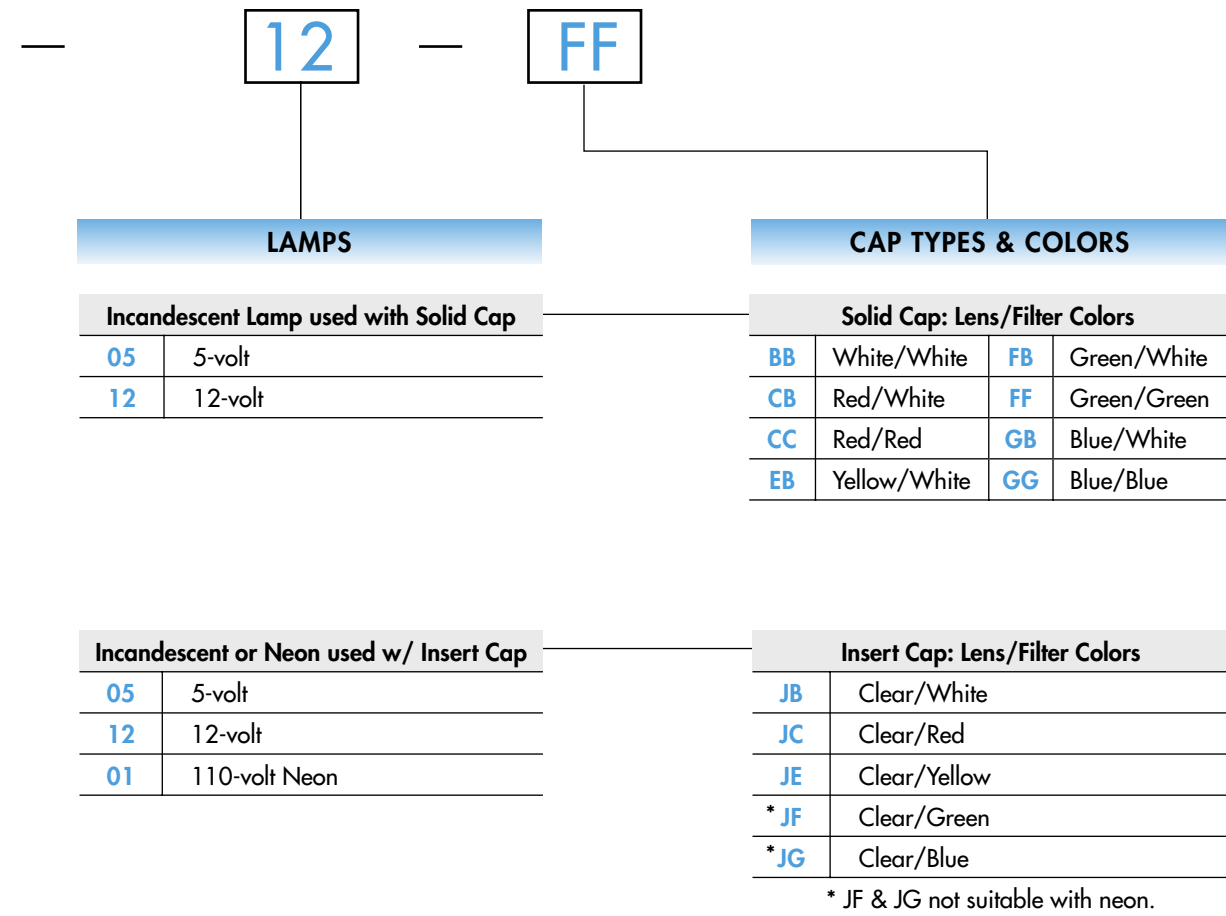 — 12 — FF
LAMPS
Incandescent Lamp used with Solid Cap
05 5-volt
12 12-volt
Incandescent or Neon used w/ Insert Cap
05 5-volt
12 12-volt
01 110-volt Neon
CAP TYPES & COLORS
Solid Cap: Lens/Filter Colors
BB White/White FB Green/White
CB Red/White FF Green/Green
CC Red/Red GB Blue/White
EB Yellow/White GG Blue/Blue
Insert Cap: Lens/Filter Colors
JB Clear/White
JC Clear/Red
JE Clear/Yellow
* JF Clear/Green
* JG Clear/Blue
* JF & JG not suitable with neon.